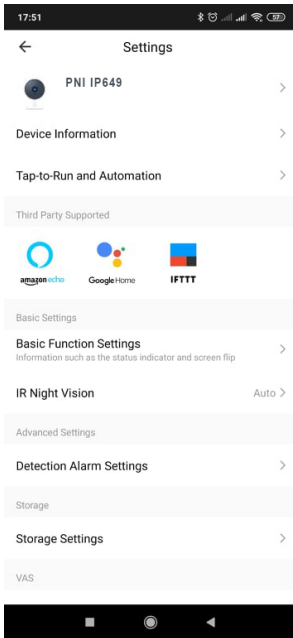 17:51
57
Settings
PNI IP649
Device Information
Tap-to-Run and Automation
Third Party Supported
amazon echo
Google Home
IFTTT
Basic Settings
Basic Function Settings
Information such as the status indicator and screen flip
IR Night Vision
Auto
Advanced Settings
Detection Alarm Settings
Storage
Storage Settings
VAS